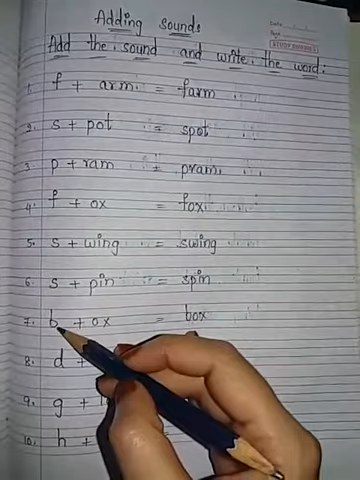 Adding Sounds
Add the sound and write the word:
1. f + arm = farm
2. s + pot = spot
3. p + ram = pram
4. f + ox = fox
5. s + wing = swing
6. s + pin = spin
7. b + ox = box
8. d +
9. g +
10. h +